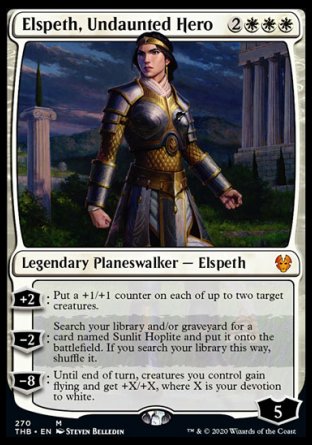 Elspeth, Undaunted Hero 2
Legendary Planeswalker — Elspeth
+2: Put a +1/+1 counter on each of up to two target
creatures.
-2: Search your library and/or graveyard for a
card named Sunlit Hoplite and put it onto the
battlefield. If you search your library this way,
shuffle it.
-8: Until end of turn, creatures you control gain
flying and get +X/+X, where X is your devotion
to white.
5
270 M
THB • EN Steven Belledin
™ & © 2020 Wizards of the Coast